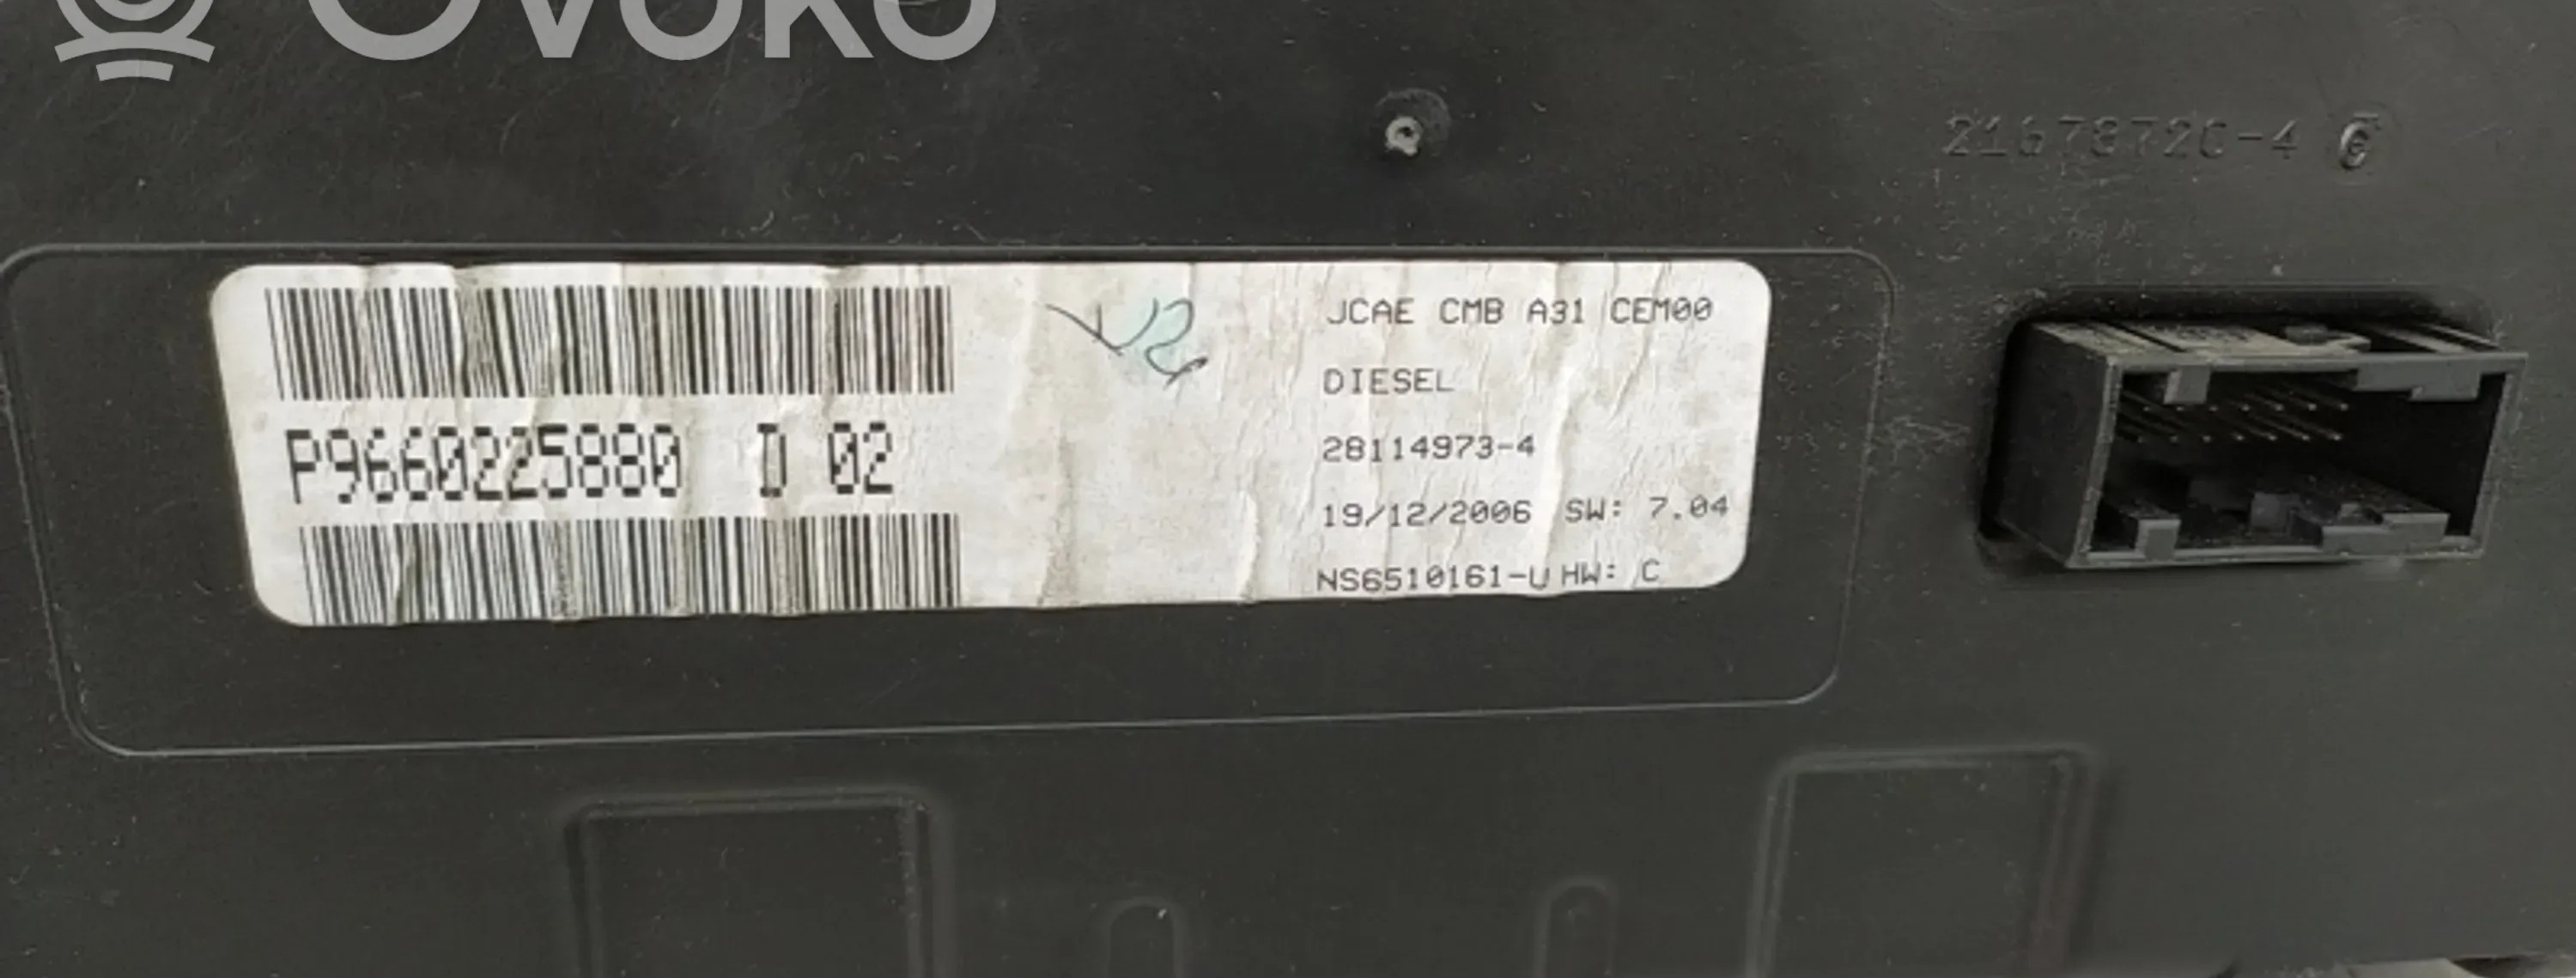 OVOKO
21678720-4
JCAE CMB A31 CEM00
DIESEL
P9660225880 D 02
28114973-4
19/12/2006 SW: 7.04
NS6510161-U HW: C